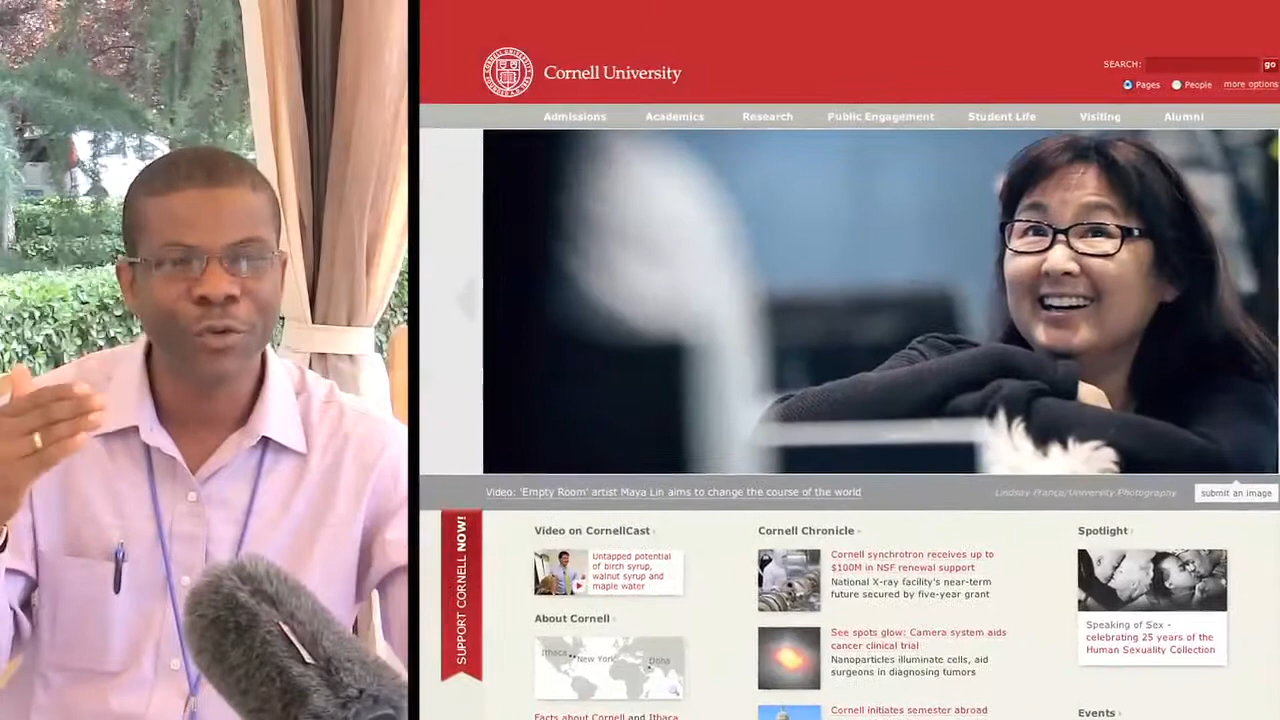 Cornell University
SEARCH:
go
Pages
People
more options
Admissions
Academics
Research
Public Engagement
Student Life
Visiting
Alumni
Video: 'Empty Room' artist Maya Lin aims to change the course of the world
Lindsay France/University Photography
submit an image
SUPPORT CORNELL NOW!
Video on CornellCast
Untapped potential
of birch syrup,
walnut syrup and
maple water
About Cornell
Ithaca
New York
Doha
Facts about Cornell and Ithaca
Cornell Chronicle
Cornell synchrotron receives up to
$100M in NSF renewal support
National X-ray facility's near-term
future secured by five-year grant
See spots glow: Camera system aids
cancer clinical trial
Nanoparticles illuminate cells, aid
surgeons in diagnosing tumors
Cornell initiates semester abroad
Spotlight
Speaking of Sex -
celebrating 25 years of the
Human Sexuality Collection
Events